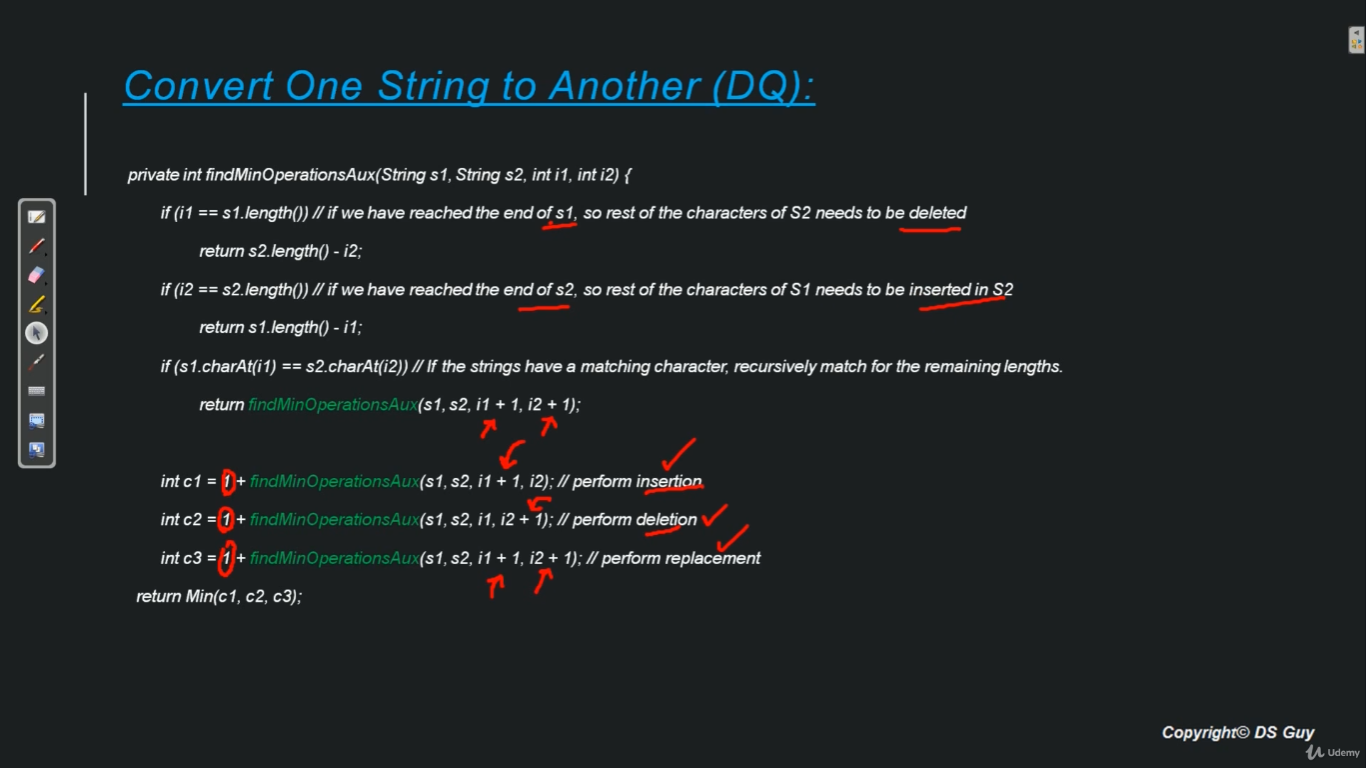 Convert One String to Another (DQ):
private int findMinOperationsAux(String s1, String s2, int i1, int i2) {
if (i1 == s1.length()) // if we have reached the end of s1, so rest of the characters of S2 needs to be deleted
return s2.length() - i2;
if (i2 == s2.length()) // if we have reached the end of s2, so rest of the characters of S1 needs to be inserted in S2
return s1.length() - i1;
if (s1.charAt(i1) == s2.charAt(i2)) // If the strings have a matching character, recursively match for the remaining lengths.
return findMinOperationsAux(s1, s2, i1 + 1, i2 + 1);
int c1 = 1 + findMinOperationsAux(s1, s2, i1 + 1, i2); // perform insertion
int c2 = 1 + findMinOperationsAux(s1, s2, i1, i2 + 1); // perform deletion
int c3 = 1 + findMinOperationsAux(s1, s2, i1 + 1, i2 + 1); // perform replacement
return Min(c1, c2, c3);
Copyright© DS Guy
Udemy